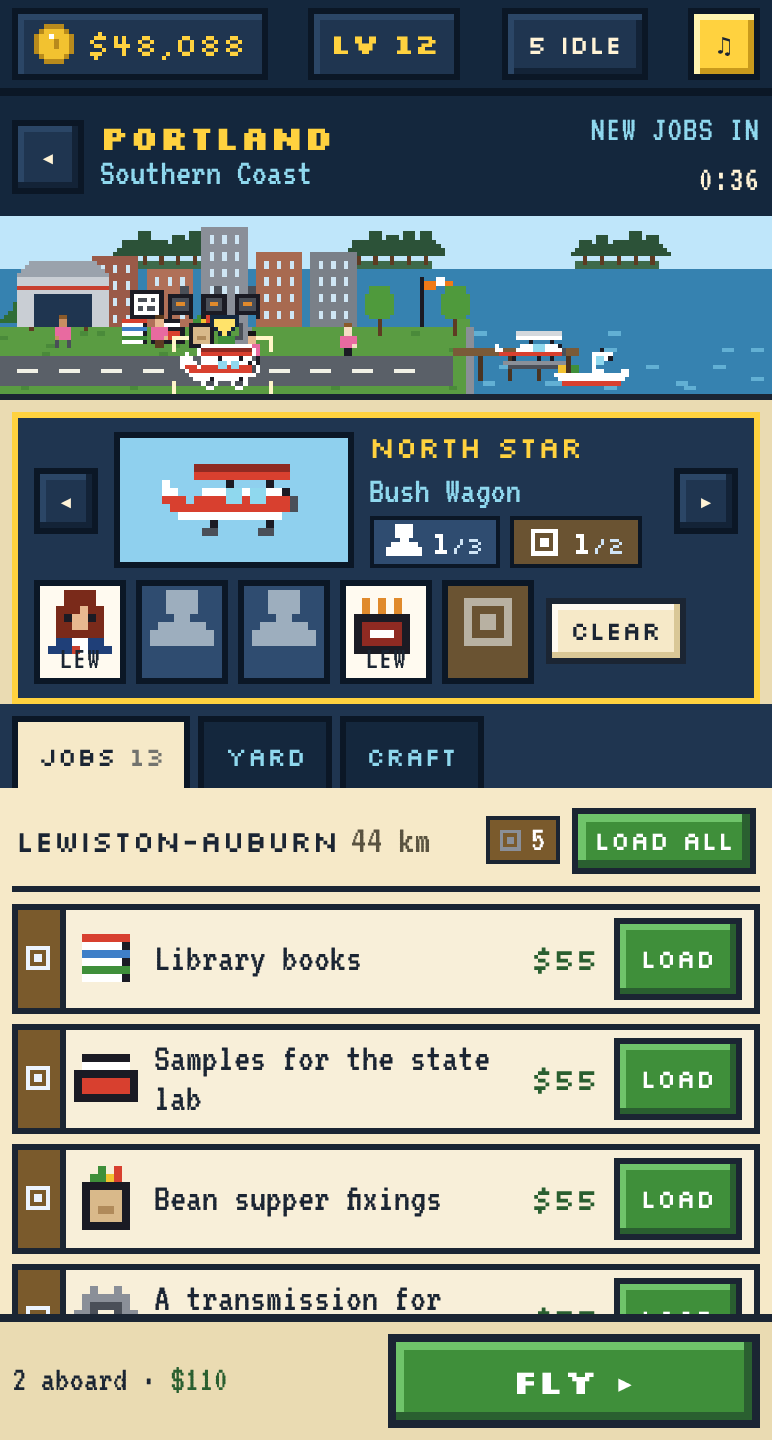 $48,088
LV 12
5 IDLE
♫
◂
PORTLAND
Southern Coast
NEW JOBS IN
0:36
◂
NORTH STAR
Bush Wagon
1/3
1/2
▸
LEW
LEW
CLEAR
JOBS 13
YARD
CRAFT
LEWISTON-AUBURN 44 km
5
LOAD ALL
Library books
$55
LOAD
Samples for the state
lab
$55
LOAD
Bean supper fixings
$55
LOAD
A transmission for
2 aboard · $110
FLY ▸